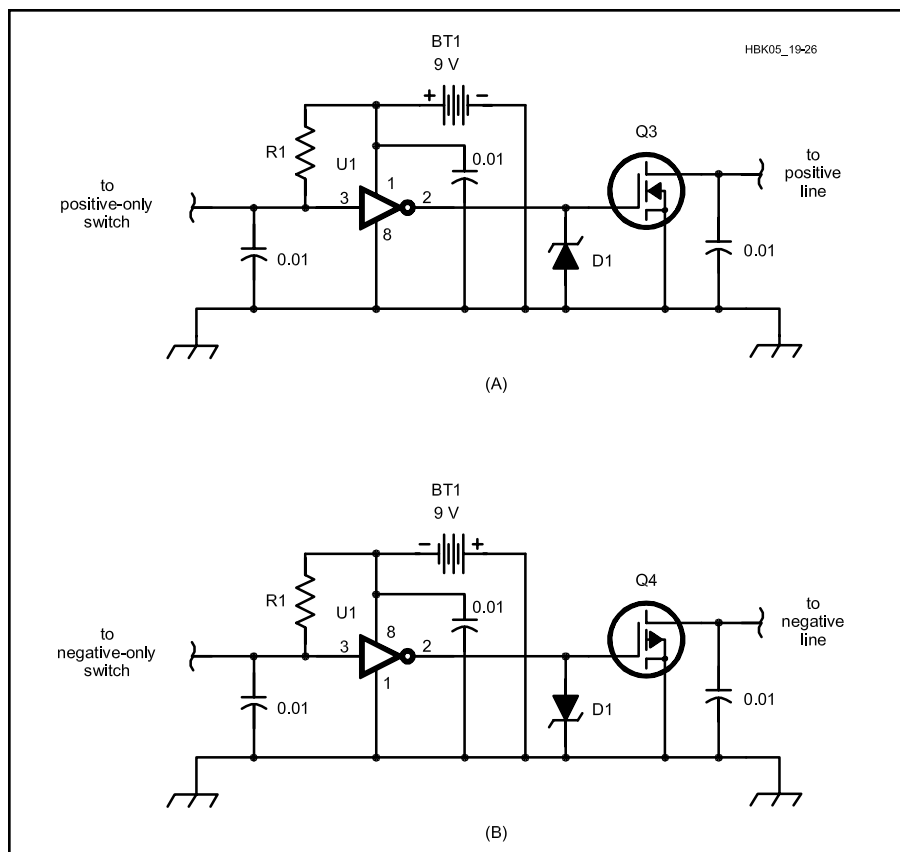 HBK05_19-26
BT1
9 V
+ −
Q3
R1
U1
0.01
to
positive-only
switch
to
positive
line
1
3
2
8
0.01
D1
0.01
(A)
BT1
9 V
− +
Q4
R1
U1
0.01
to
negative-only
switch
to
negative
line
8
3
2
1
0.01
D1
0.01
(B)